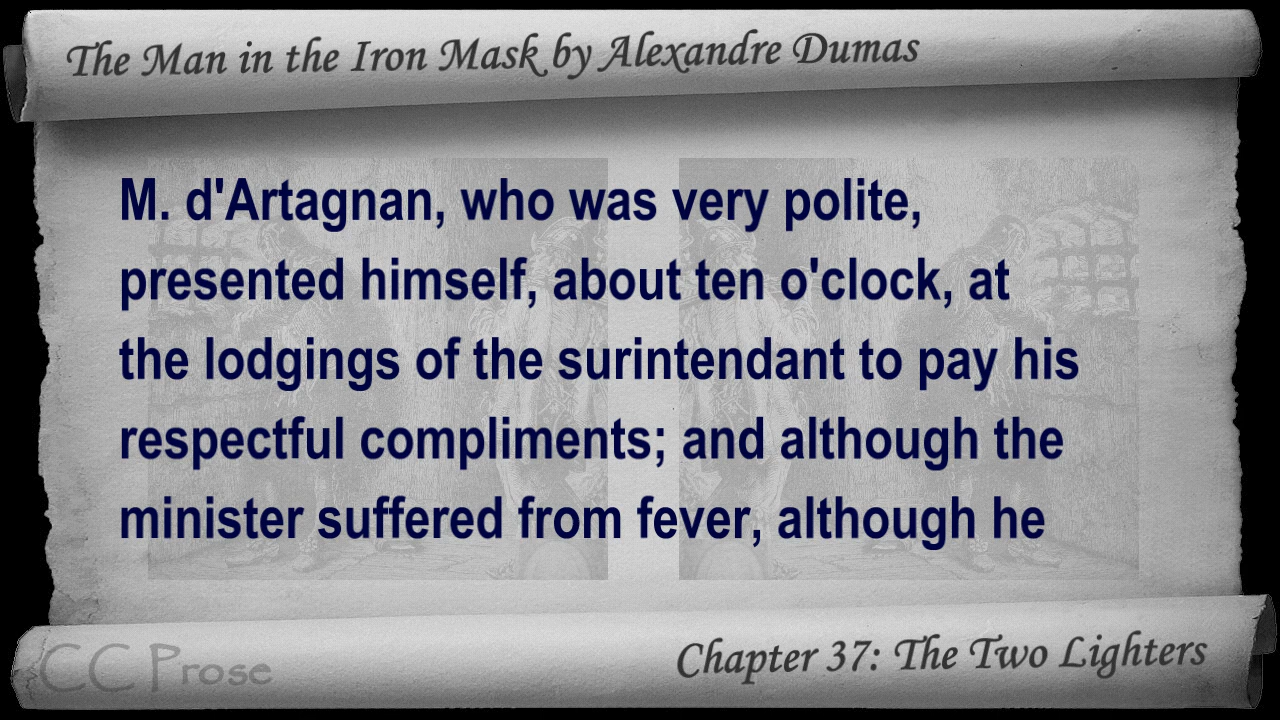 The Man in the Iron Mask by Alexandre Dumas
M. d'Artagnan, who was very polite,
presented himself, about ten o'clock, at
the lodgings of the surintendant to pay his
respectful compliments; and although the
minister suffered from fever, although he
CC Prose
Chapter 37: The Two Lighters